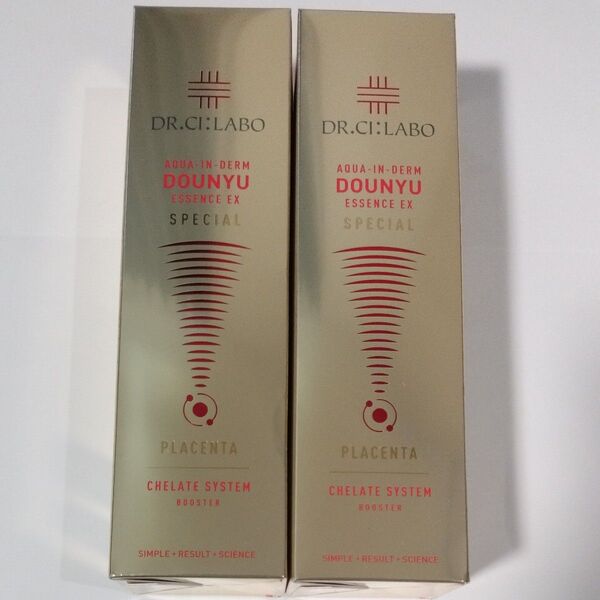 DR.CI:LABO
AQUA-IN-DERM
DOUNYU
ESSENCE EX
SPECIAL
PLACENTA
CHELATE SYSTEM
BOOSTER
SIMPLE + RESULT + SCIENCE
DR.CI:LABO
AQUA-IN-DERM
DOUNYU
ESSENCE EX
SPECIAL
PLACENTA
CHELATE SYSTEM
BOOSTER
SIMPLE + RESULT + SCIENCE